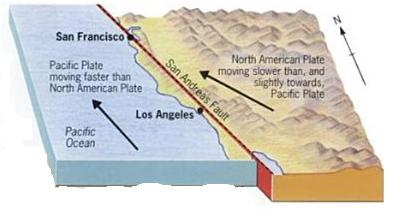 N
San Francisco
Pacific Plate
moving faster than
North American Plate
North American Plate
moving slower than, and
slightly towards,
Pacific Plate
San Andreas Fault
Los Angeles
Pacific
Ocean